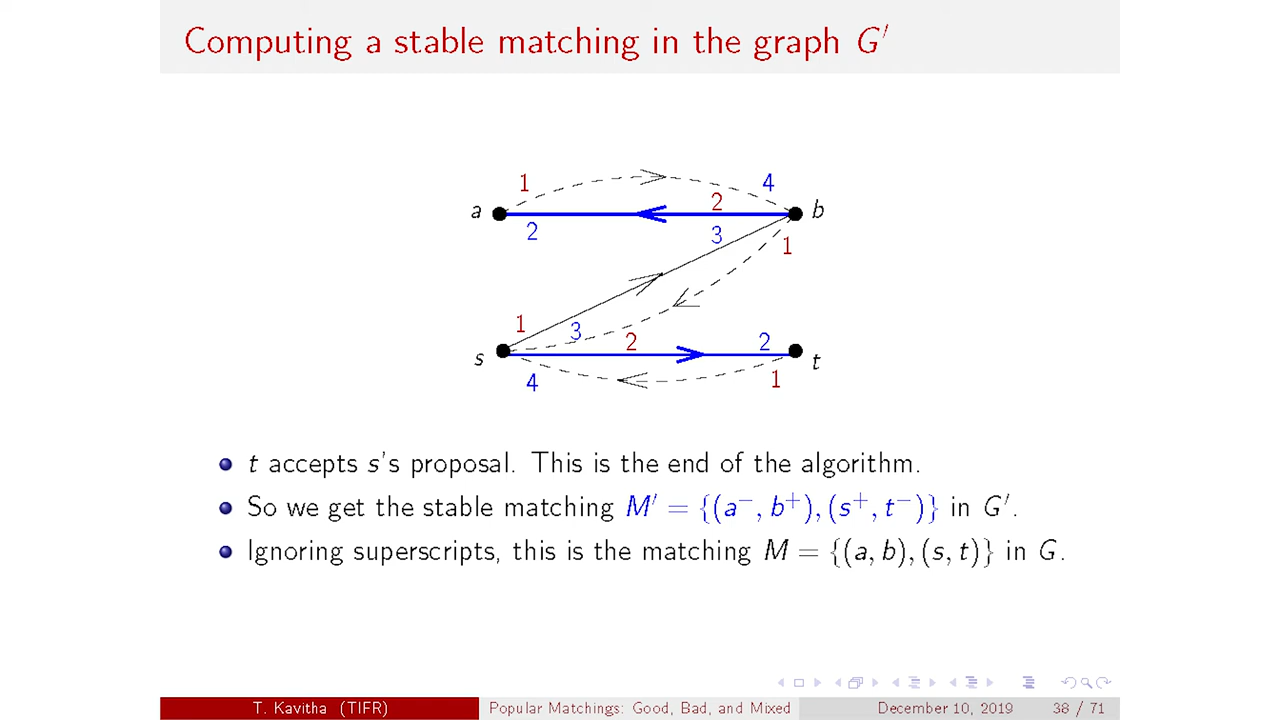 Computing a stable matching in the graph G′
1 4
a 2 b
2 3 1
1 3 2 2
s t
4 1
t accepts s's proposal. This is the end of the algorithm.
So we get the stable matching M′ = {(a⁻, b⁺), (s⁺, t⁻)} in G′.
Ignoring superscripts, this is the matching M = {(a, b), (s, t)} in G.
T. Kavitha (TIFR) Popular Matchings: Good, Bad, and Mixed December 10, 2019 38 / 71